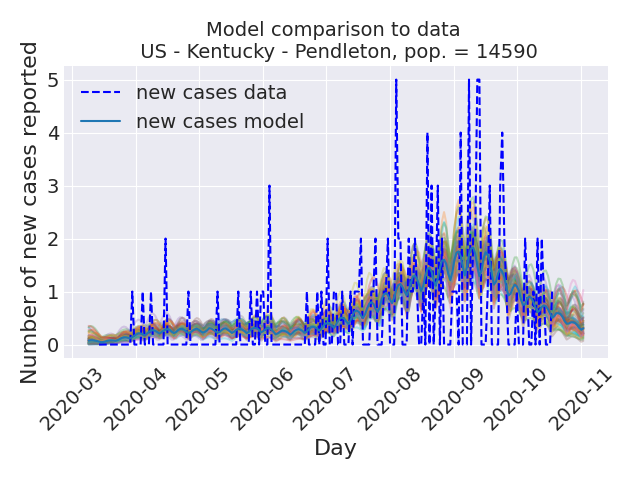 Model comparison to data
US - Kentucky - Pendleton, pop. = 14590
Number of new cases reported
5
4
3
2
1
0
new cases data
new cases model
2020-03
2020-04
2020-05
2020-06
2020-07
2020-08
2020-09
2020-10
2020-11
Day